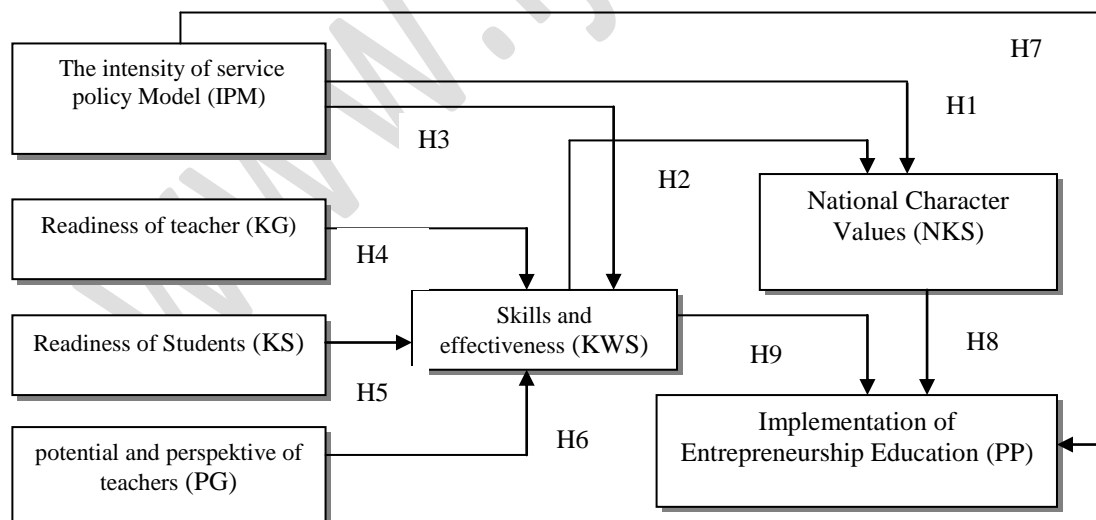 H7
The intensity of service
policy Model (IPM)
H1
H3
H2
National Character
Values (NKS)
Readiness of teacher (KG)
H4
Skills and
effectiveness (KWS)
Readiness of Students (KS)
H9
H8
H5
Implementation of
Entrepreneurship Education (PP)
H6
potential and perspektive of
teachers (PG)